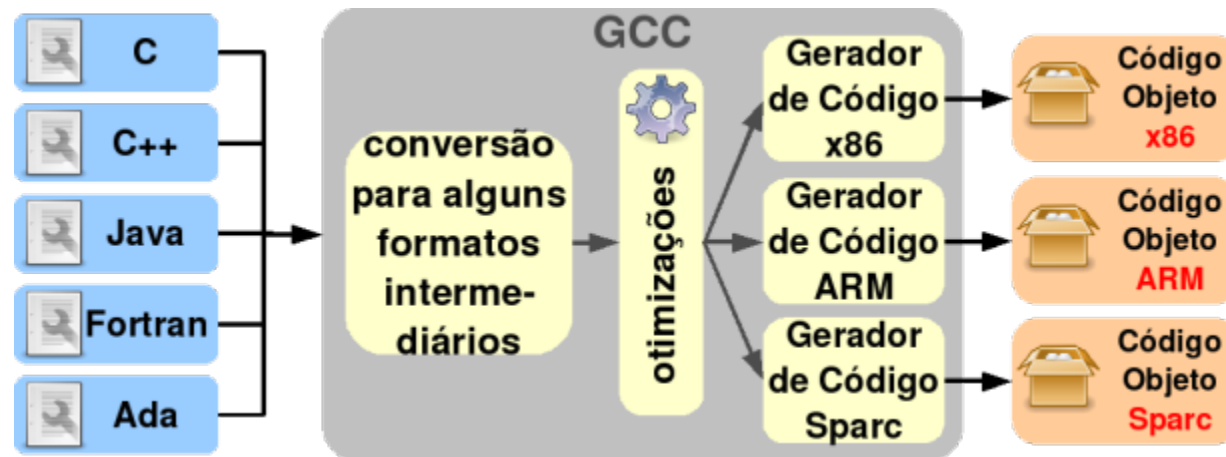 C
C++
Java
Fortran
Ada
GCC
conversão
para alguns
formatos
interme-
diários
otimizações
Gerador
de Código
x86
Gerador
de Código
ARM
Gerador
de Código
Sparc
Código
Objeto
x86
Código
Objeto
ARM
Código
Objeto
Sparc